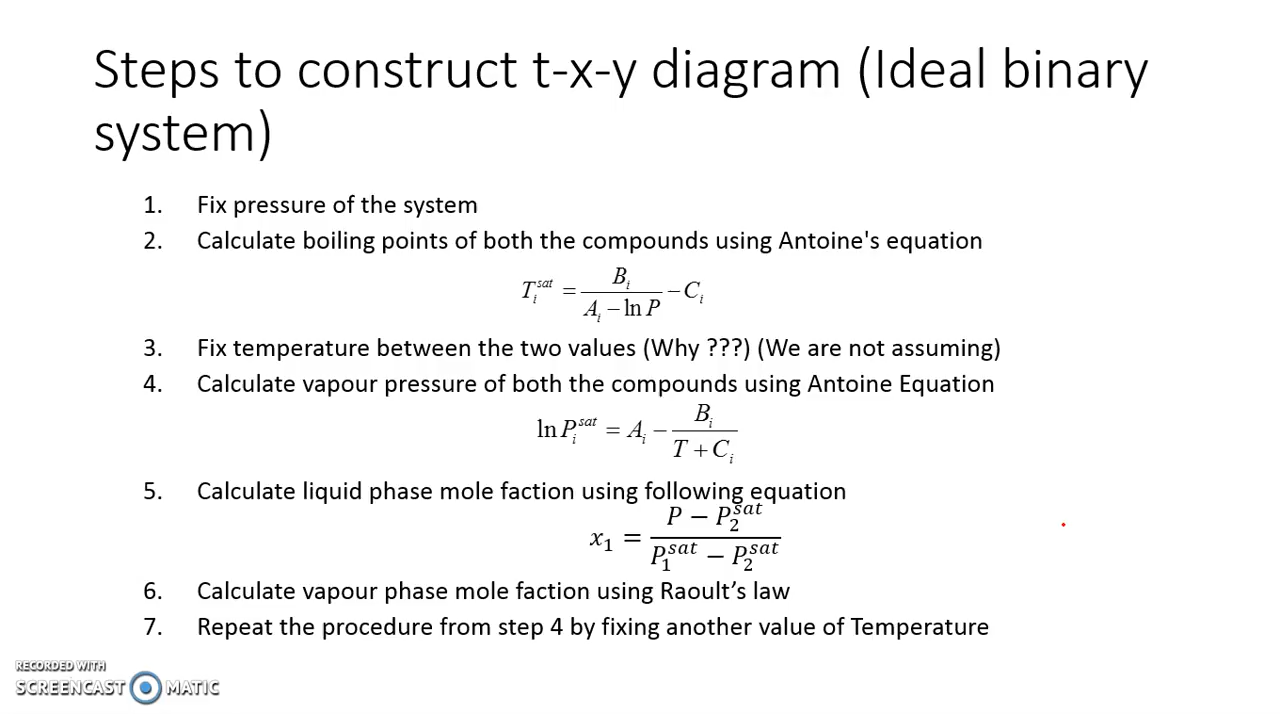 Steps to construct t-x-y diagram (Ideal binary
system)
1. Fix pressure of the system
2. Calculate boiling points of both the compounds using Antoine's equation
T_i^{sat} = \frac{B_i}{A_i - \ln P} - C_i
3. Fix temperature between the two values (Why ???) (We are not assuming)
4. Calculate vapour pressure of both the compounds using Antoine Equation
\ln P_i^{sat} = A_i - \frac{B_i}{T + C_i}
5. Calculate liquid phase mole faction using following equation
x_1 = \frac{P - P_2^{sat}}{P_1^{sat} - P_2^{sat}}
6. Calculate vapour phase mole faction using Raoult’s law
7. Repeat the procedure from step 4 by fixing another value of Temperature
RECORDED WITH
SCREENCAST MATIC